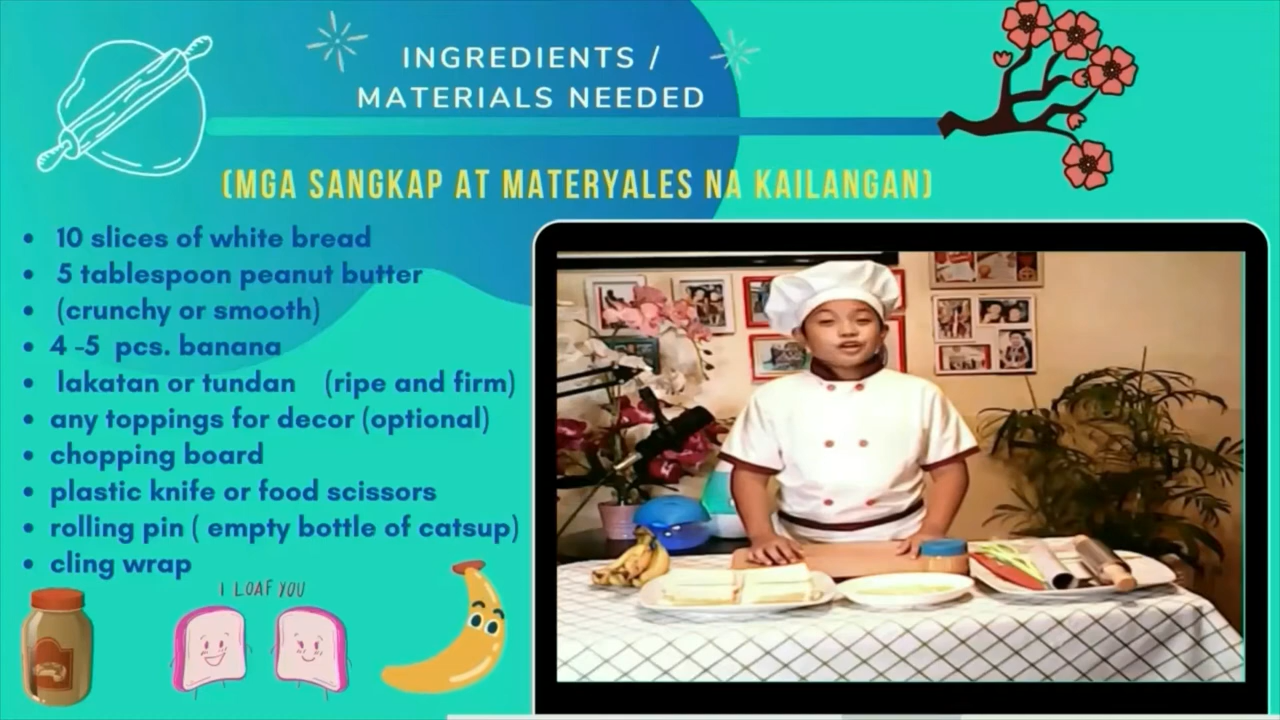 INGREDIENTS /
MATERIALS NEEDED
(MGA SANGKAP AT MATERYALES NA KAILANGAN)
• 10 slices of white bread
• 5 tablespoon peanut butter
• (crunchy or smooth)
• 4 -5 pcs. banana
• lakatan or tundan (ripe and firm)
• any toppings for decor (optional)
• chopping board
• plastic knife or food scissors
• rolling pin ( empty bottle of catsup)
• cling wrap
I LOAF YOU